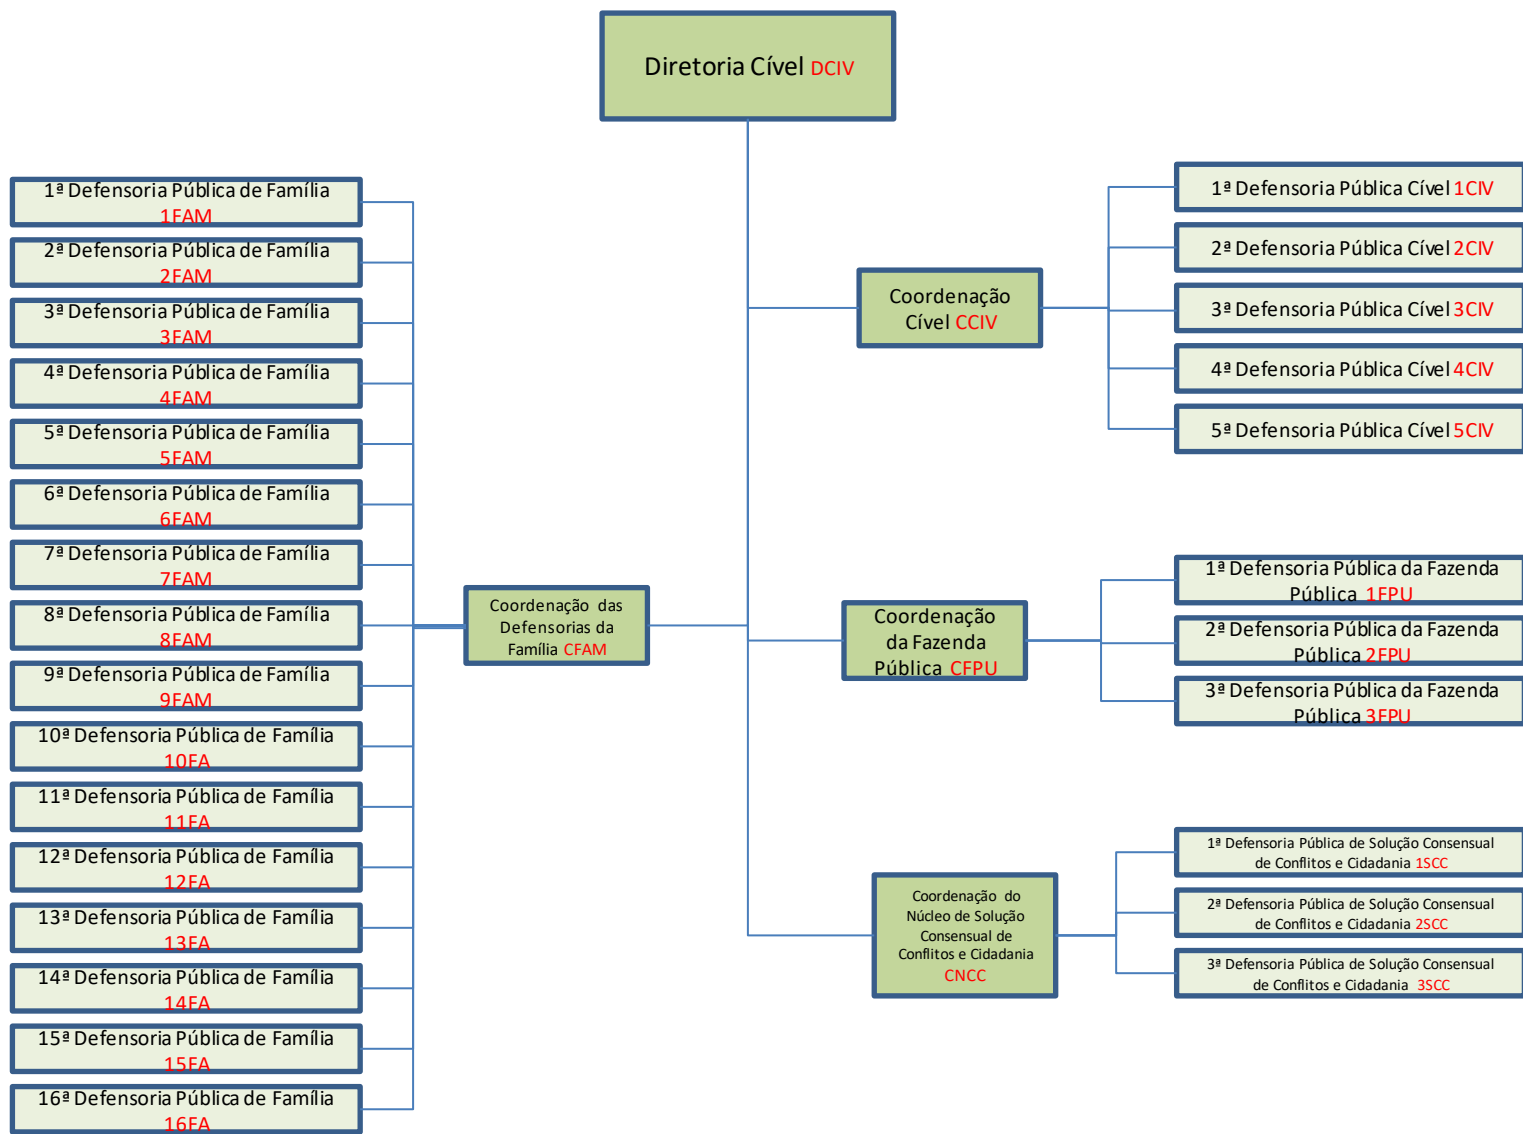 Diretoria Cível DCIV
1ª Defensoria Pública de Família
1FAM
2ª Defensoria Pública de Família
2FAM
3ª Defensoria Pública de Família
3FAM
4ª Defensoria Pública de Família
4FAM
5ª Defensoria Pública de Família
5FAM
6ª Defensoria Pública de Família
6FAM
7ª Defensoria Pública de Família
7FAM
8ª Defensoria Pública de Família
8FAM
9ª Defensoria Pública de Família
9FAM
10ª Defensoria Pública de Família
10FA
11ª Defensoria Pública de Família
11FA
12ª Defensoria Pública de Família
12FA
13ª Defensoria Pública de Família
13FA
14ª Defensoria Pública de Família
14FA
15ª Defensoria Pública de Família
15FA
16ª Defensoria Pública de Família
16FA
Coordenação das
Defensorias da
Família CFAM
Coordenação
Cível CCIV
1ª Defensoria Pública Cível 1CIV
2ª Defensoria Pública Cível 2CIV
3ª Defensoria Pública Cível 3CIV
4ª Defensoria Pública Cível 4CIV
5ª Defensoria Pública Cível 5CIV
Coordenação
da Fazenda
Pública CFPU
1ª Defensoria Pública da Fazenda
Pública 1FPU
2ª Defensoria Pública da Fazenda
Pública 2FPU
3ª Defensoria Pública da Fazenda
Pública 3FPU
Coordenação do
Núcleo de Solução
Consensual de
Conflitos e Cidadania
CNCC
1ª Defensoria Pública de Solução Consensual
de Conflitos e Cidadania 1SCC
2ª Defensoria Pública de Solução Consensual
de Conflitos e Cidadania 2SCC
3ª Defensoria Pública de Solução Consensual
de Conflitos e Cidadania 3SCC